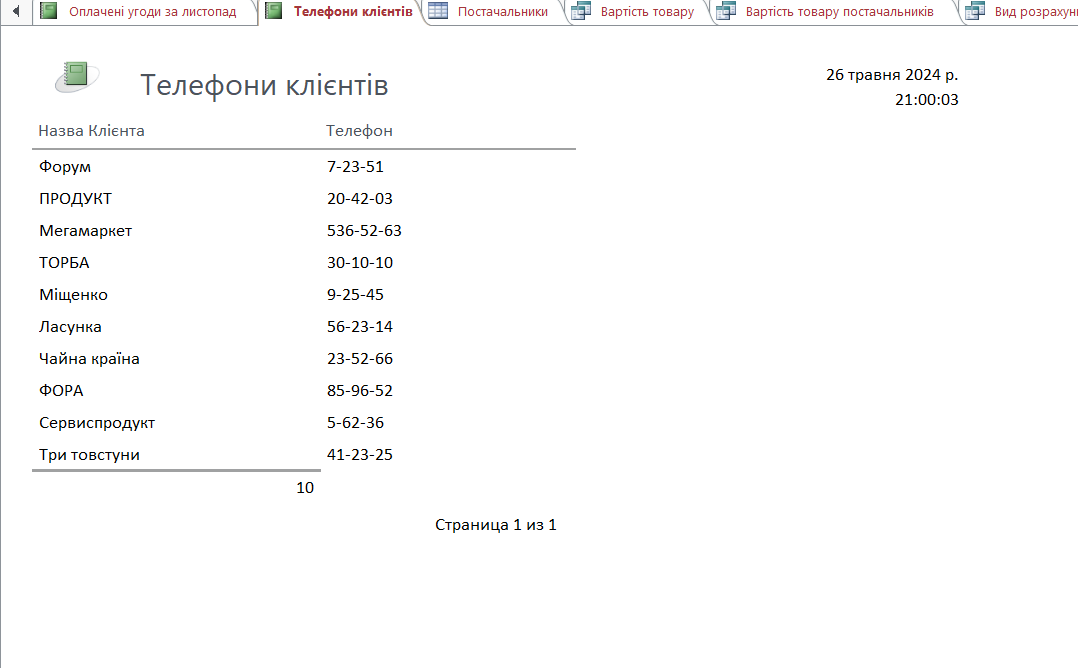 Оплачені угоди за листопад Телефони клієнтів Постачальники Вартість товару Вартість товару постачальників Вид розрахун
Телефони клієнтів
26 травня 2024 р.
21:00:03
Назва Клієнта Телефон
Форум 7-23-51
ПРОДУКТ 20-42-03
Мегамаркет 536-52-63
ТОРБА 30-10-10
Міщенко 9-25-45
Ласунка 56-23-14
Чайна країна 23-52-66
ФОРА 85-96-52
Сервиспродукт 5-62-36
Три товстуни 41-23-25
10
Страница 1 из 1